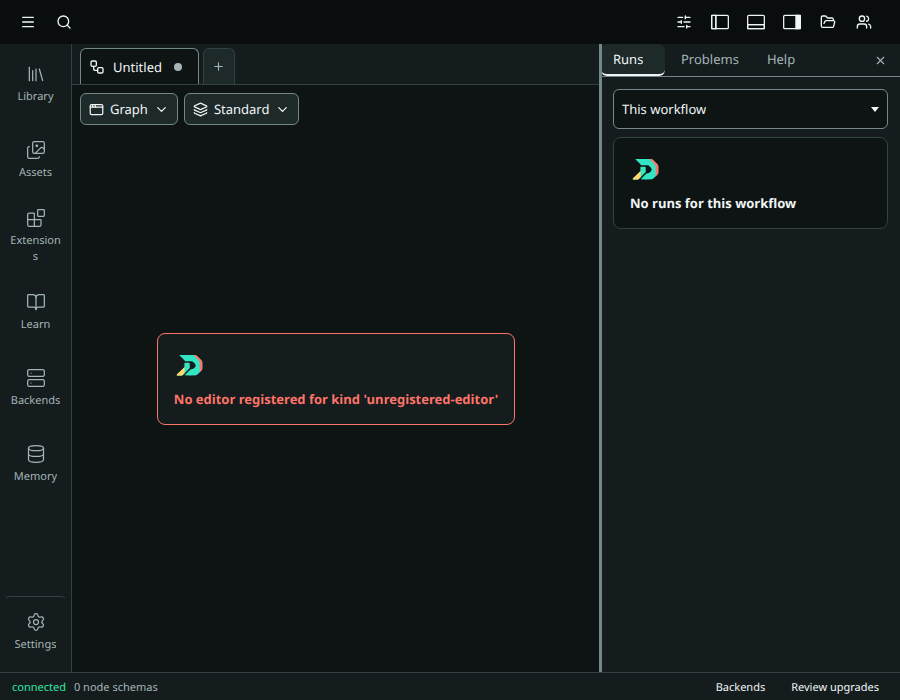 Untitled
Runs
Problems
Help
Library
Assets
Extension
s
Learn
Backends
Memory
Settings
Graph
Standard
No editor registered for kind 'unregistered-editor'
This workflow
No runs for this workflow
connected
0 node schemas
Backends
Review upgrades